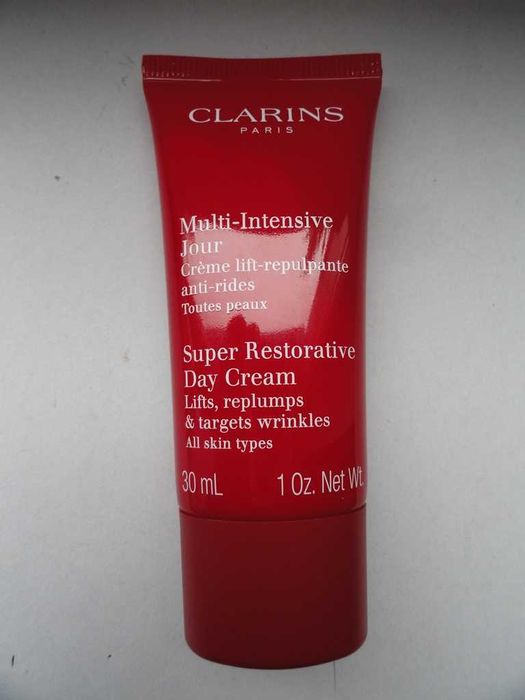 CLARINS
PARIS
Multi-Intensive
Jour
Crème lift-repulpante
anti-rides
Toutes peaux
Super Restorative
Day Cream
Lifts, replumps
& targets wrinkles
All skin types
30 mL 1 Oz. Net Wt.